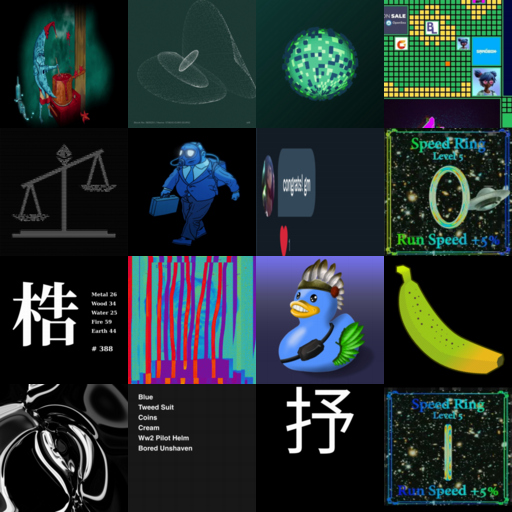 N SALE
B
C
congrats! gm
Speed Ring
Level 5
Run Speed +5%
梏
Metal 26
Wood 34
Water 25
Fire 59
Earth 44
# 388
Blue
Tweed Suit
Coins
Cream
Ww2 Pilot Helm
Bored Unshaven
抒
Speed Ring
Level 5
Run Speed +5%